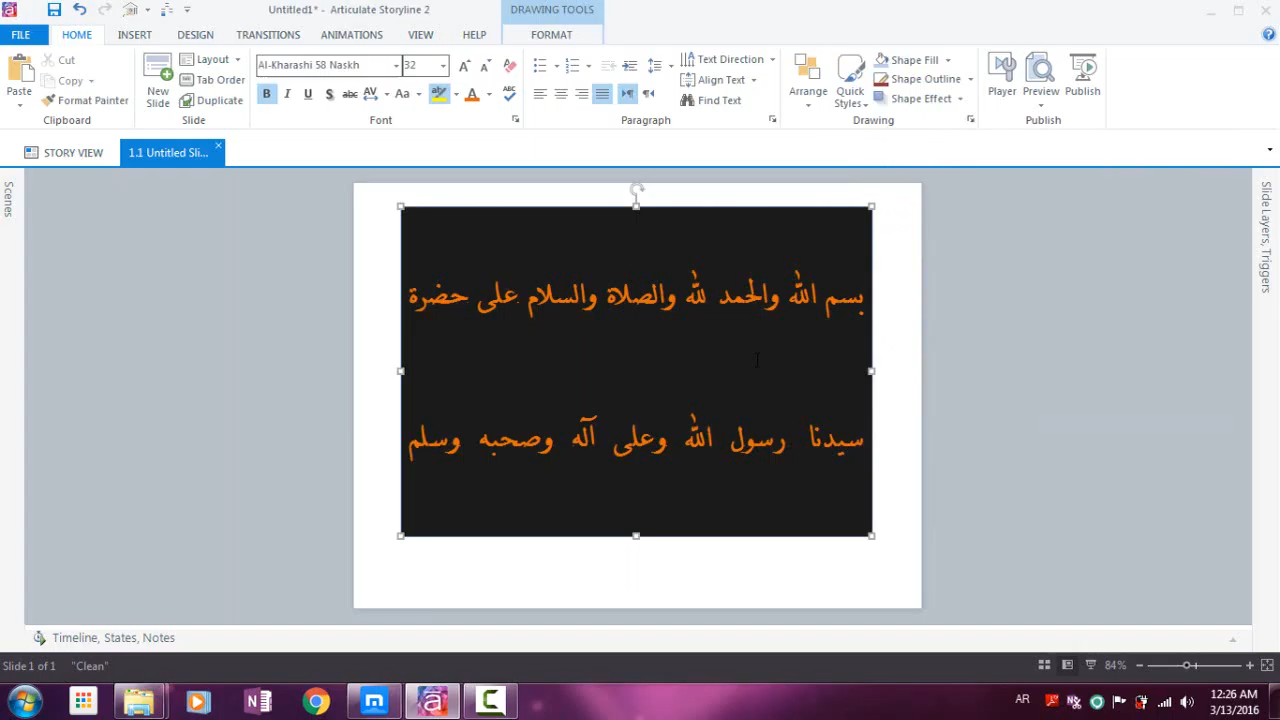 Untitled1* - Articulate Storyline 2
DRAWING TOOLS
FILE HOME INSERT DESIGN TRANSITIONS ANIMATIONS VIEW HELP FORMAT
Paste Cut Copy Format Painter Clipboard
New Slide Layout Tab Order Duplicate Slide
Al-Kharashi 58 Naskh 32
B I U S abc AV Aa A Font
Text Direction Align Text Find Text Paragraph
Arrange Quick Styles Shape Fill Shape Outline Shape Effect Drawing
Player Preview Publish Publish
STORY VIEW 1.1 Untitled Sli...
Scenes
Slide Layers, Triggers
بسم الله والحمد لله والصلاة والسلام على حضرة
سيدنا رسول الله وعلى آله وصحبه وسلم
Timeline, States, Notes
Slide 1 of 1 "Clean" 84%
AR 12:26 AM
3/13/2016